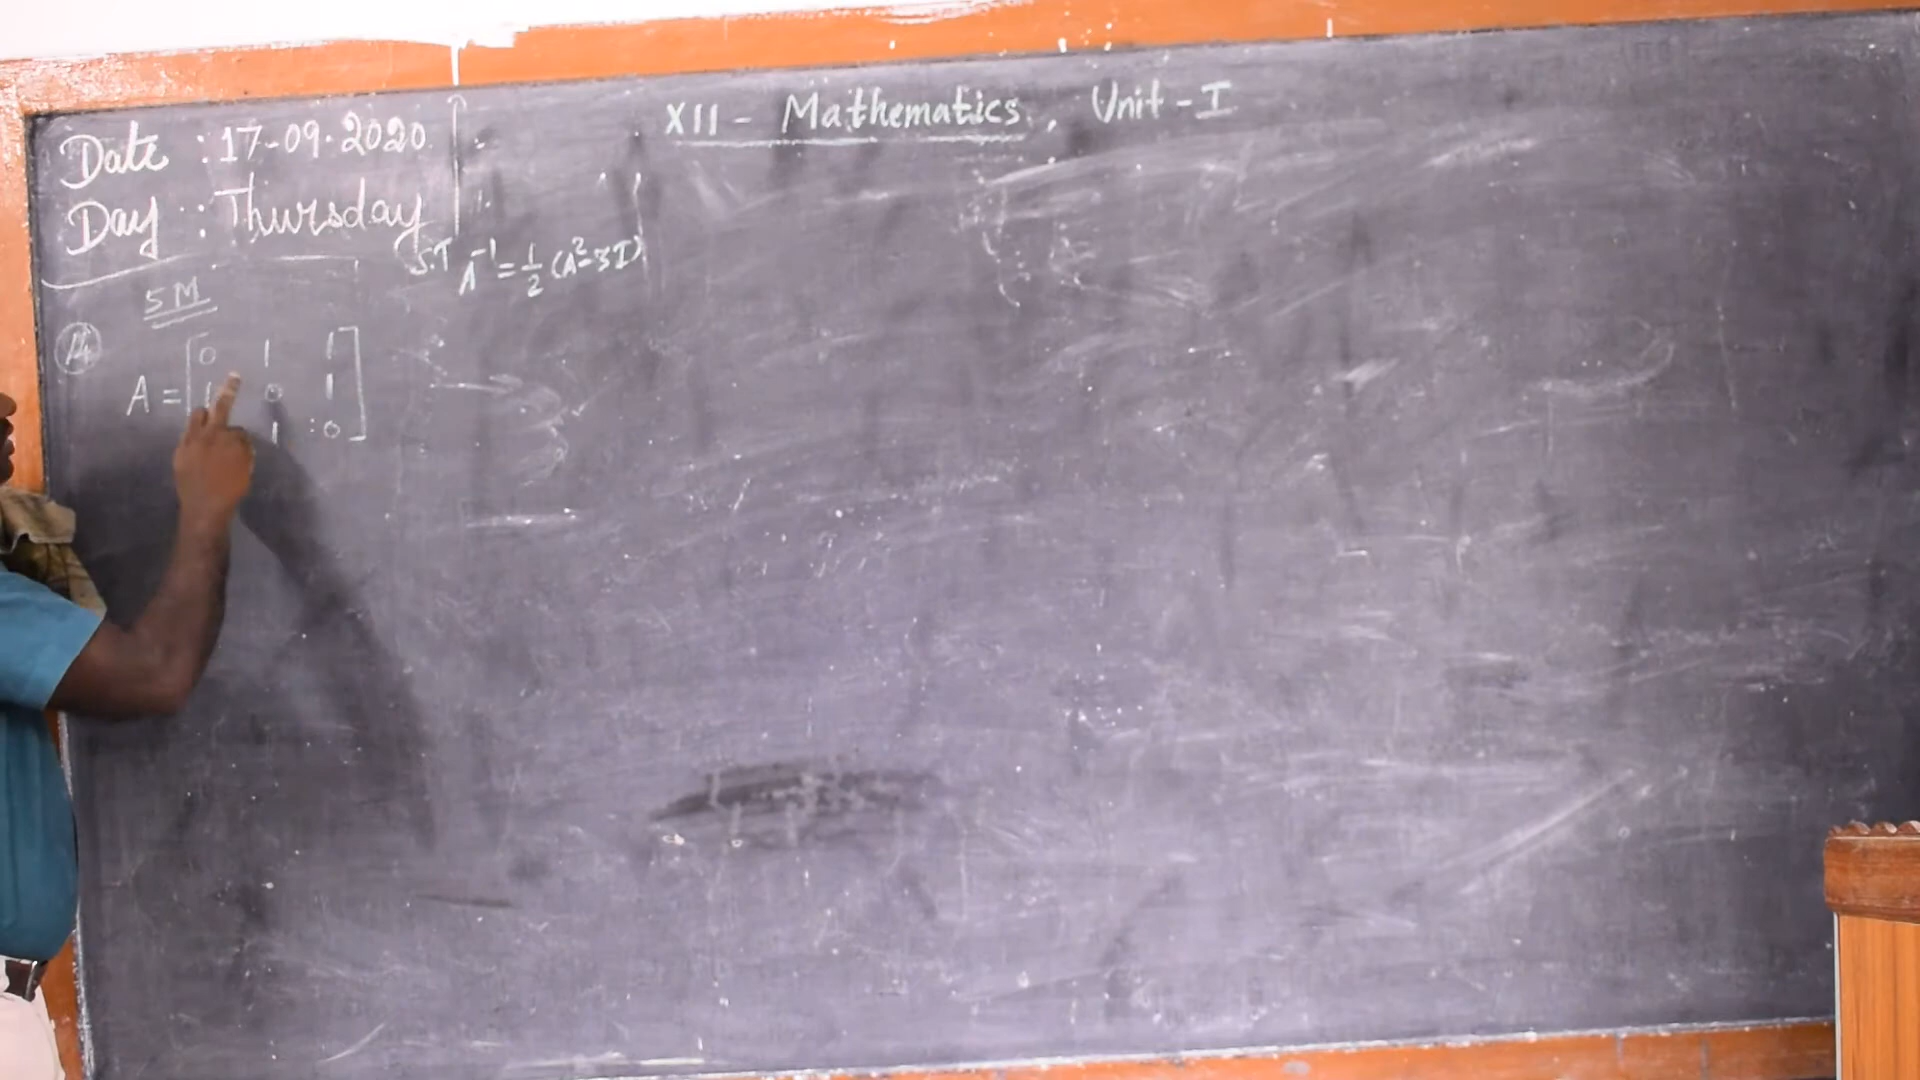 XII - Mathematics, Unit - I
Date : 17-09-2020
Day : Thursday
S.T A⁻¹ = 1/2 (A² - 3I)
5M
14
0 1 1
A = 1 0 1
1 0